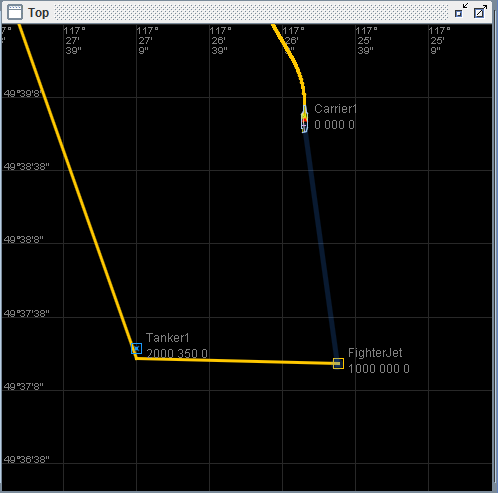 Top
117° 117° 117° 117° 117° 117°
27' 27' 26' 26' 25' 25'
39" 9" 39" 9" 39" 9"
49°39'8"
Carrier1
0 000 0
49°38'38"
49°38'8"
49°37'38"
Tanker1
2000 350 0
FighterJet
1000 000 0
49°37'8"
49°36'38"